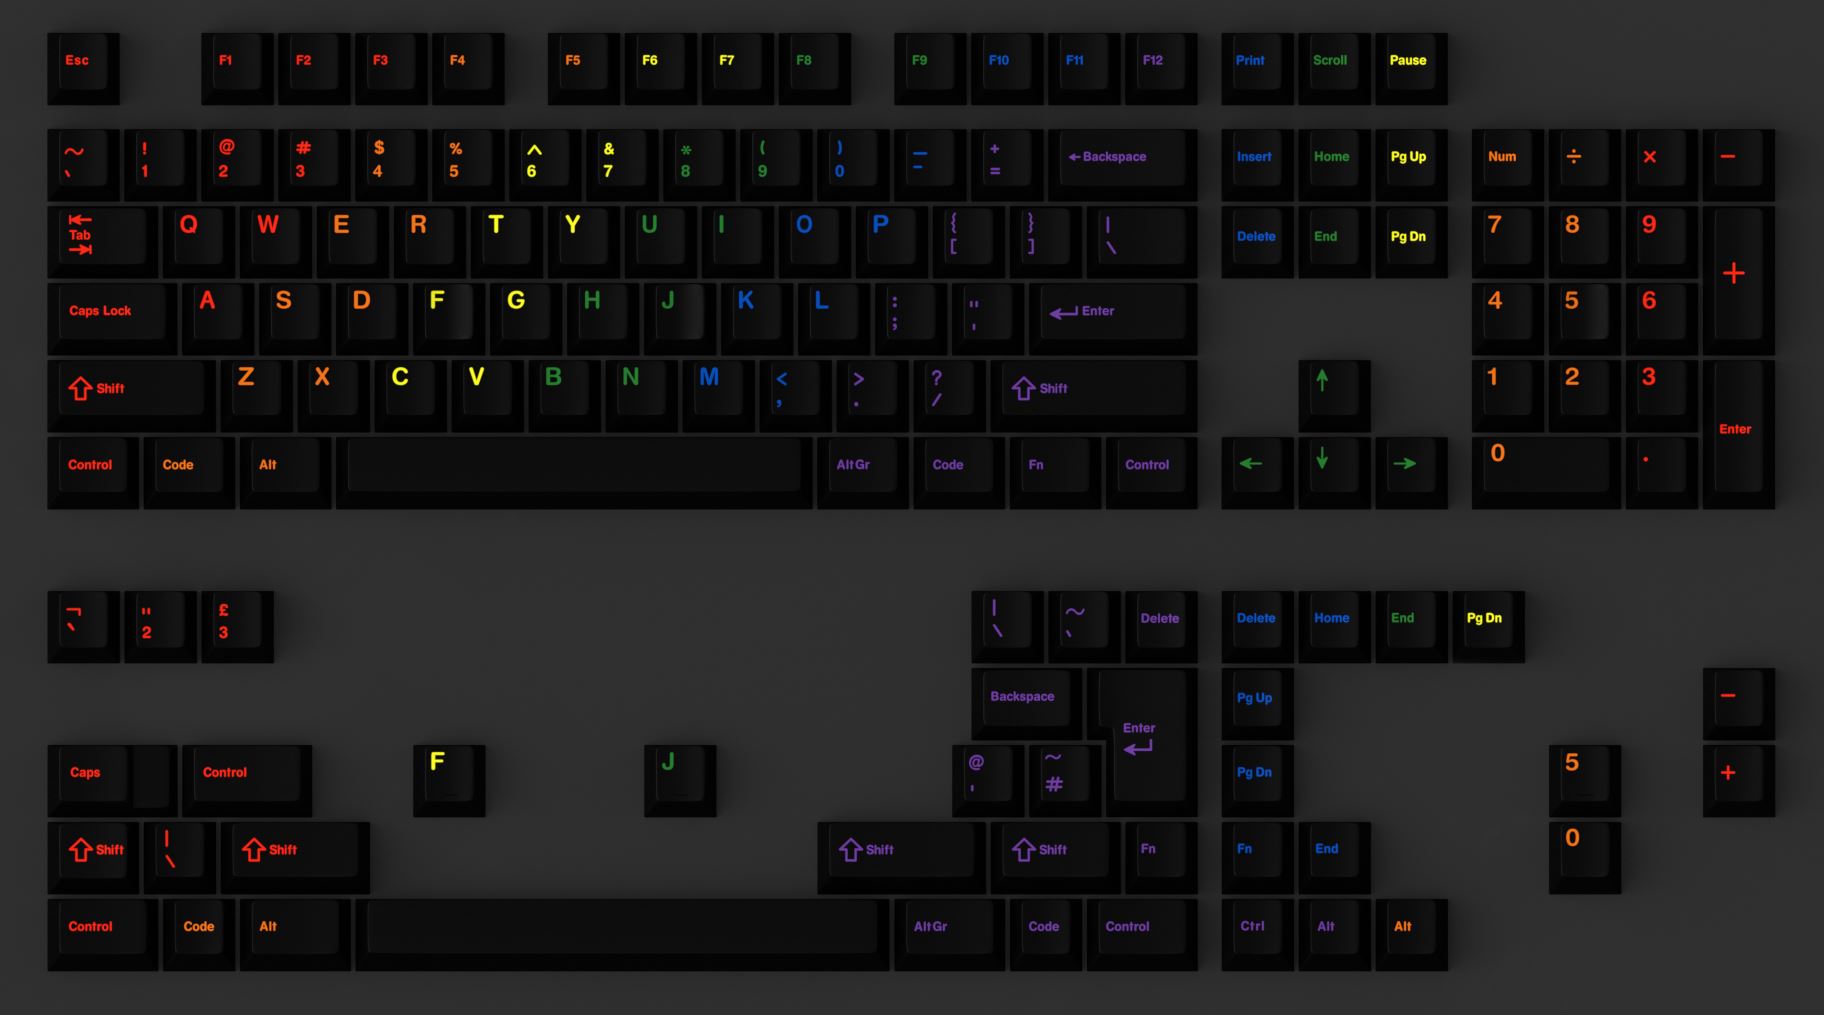 Esc F1 F2 F3 F4 F5 F6 F7 F8 F9 F10 F11 F12 Print Scroll Pause
~ ! @ # $ % ^ & * ( ) _ + ←Backspace Insert Home Pg Up Num ÷ × −
` 1 2 3 4 5 6 7 8 9 0 - =
⇤ Tab ⇥ Q W E R T Y U I O P { } | Delete End Pg Dn 7 8 9 +
[ ] \
Caps Lock A S D F G H J K L : " ↵ Enter 4 5 6
; '
⇧ Shift Z X C V B N M < > ? ⇧ Shift ↑ 1 2 3 Enter
, . /
Control Code Alt Alt Gr Code Fn Control ← ↓ → 0 .
¬ " £ | ~ Delete Delete Home End Pg Dn
` 2 3 \ `
Backspace Enter ↵ Pg Up −
Caps Control F J @ ~ Pg Dn 5 +
' #
⇧ Shift | ⇧ Shift ⇧ Shift ⇧ Shift Fn Fn End 0
\
Control Code Alt Alt Gr Code Control Ctrl Alt Alt